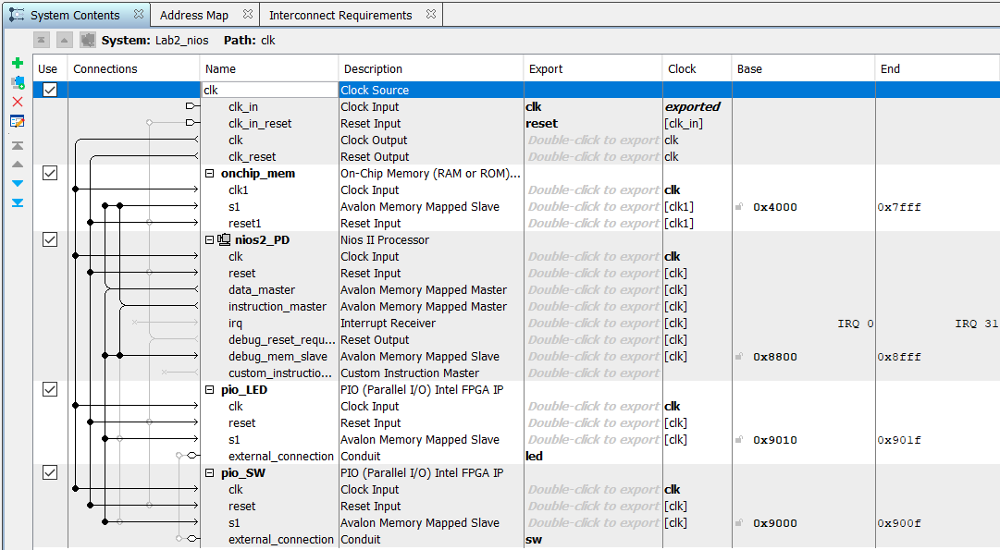 System Contents Address Map Interconnect Requirements
System: Lab2_nios Path: clk
Use Connections Name Description Export Clock Base End
clk Clock Source
clk_in Clock Input clk exported
clk_in_reset Reset Input reset [clk_in]
clk Clock Output Double-click to export clk
clk_reset Reset Output Double-click to export clk
onchip_mem On-Chip Memory (RAM or ROM)...
clk1 Clock Input Double-click to export clk
s1 Avalon Memory Mapped Slave Double-click to export [clk1] 0x4000 0x7fff
reset1 Reset Input Double-click to export [clk1]
nios2_PD Nios II Processor
clk Clock Input Double-click to export clk
reset Reset Input Double-click to export [clk]
data_master Avalon Memory Mapped Master Double-click to export [clk]
instruction_master Avalon Memory Mapped Master Double-click to export [clk]
irq Interrupt Receiver Double-click to export [clk] IRQ 0 IRQ 31
debug_reset_requ... Reset Output Double-click to export [clk]
debug_mem_slave Avalon Memory Mapped Slave Double-click to export [clk] 0x8800 0x8fff
custom_instructio... Custom Instruction Master Double-click to export
pio_LED PIO (Parallel I/O) Intel FPGA IP
clk Clock Input Double-click to export clk
reset Reset Input Double-click to export [clk]
s1 Avalon Memory Mapped Slave Double-click to export [clk] 0x9010 0x901f
external_connection Conduit led
pio_SW PIO (Parallel I/O) Intel FPGA IP
clk Clock Input Double-click to export clk
reset Reset Input Double-click to export [clk]
s1 Avalon Memory Mapped Slave Double-click to export [clk] 0x9000 0x900f
external_connection Conduit sw